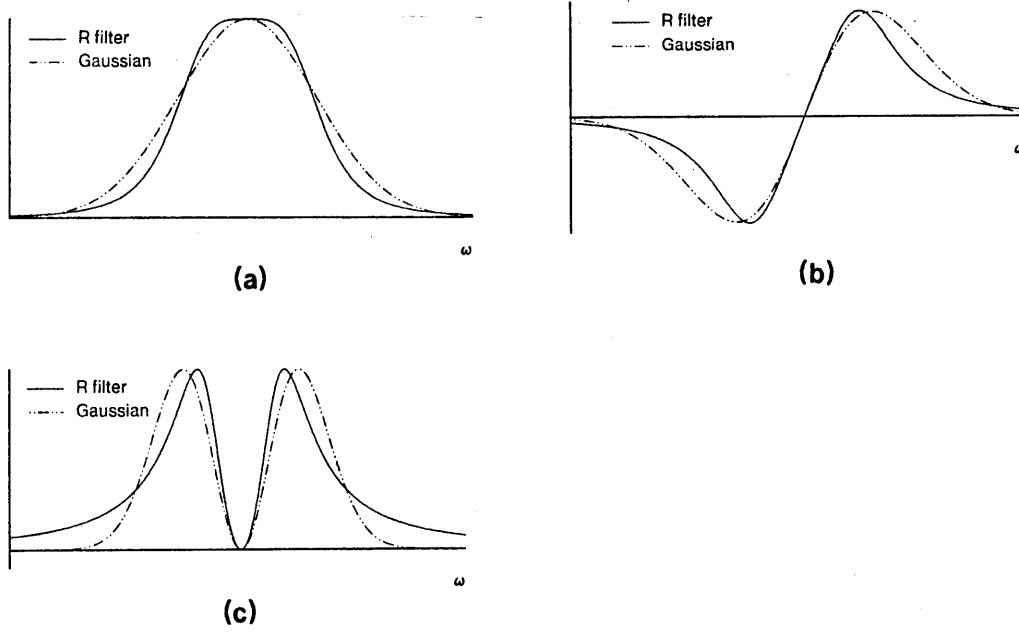 R filter
Gaussian
ω
(a)
R filter
Gaussian
ω
(b)
R filter
Gaussian
ω
(c)